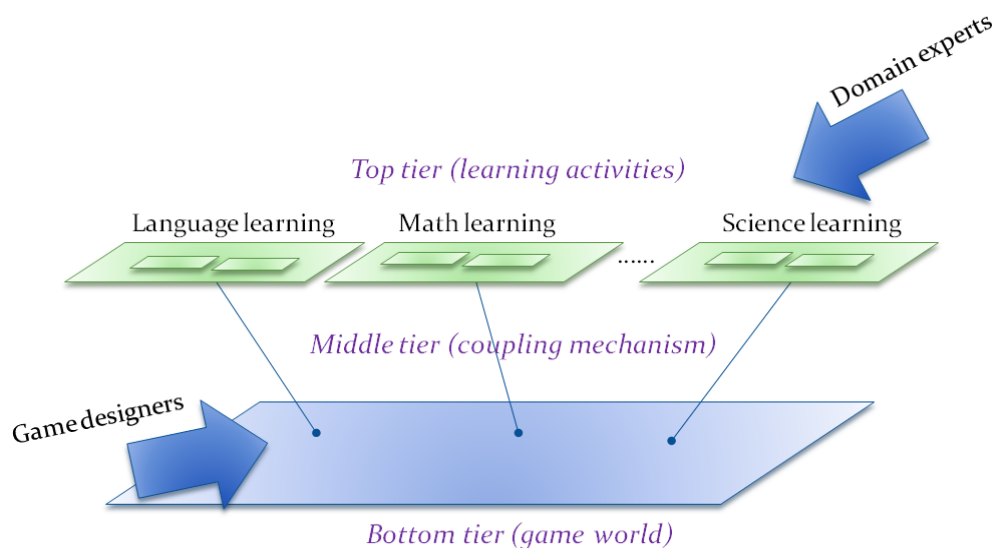 Domain experts
Top tier (learning activities)
Language learning
Math learning
Science learning
......
Middle tier (coupling mechanism)
Game designers
Bottom tier (game world)